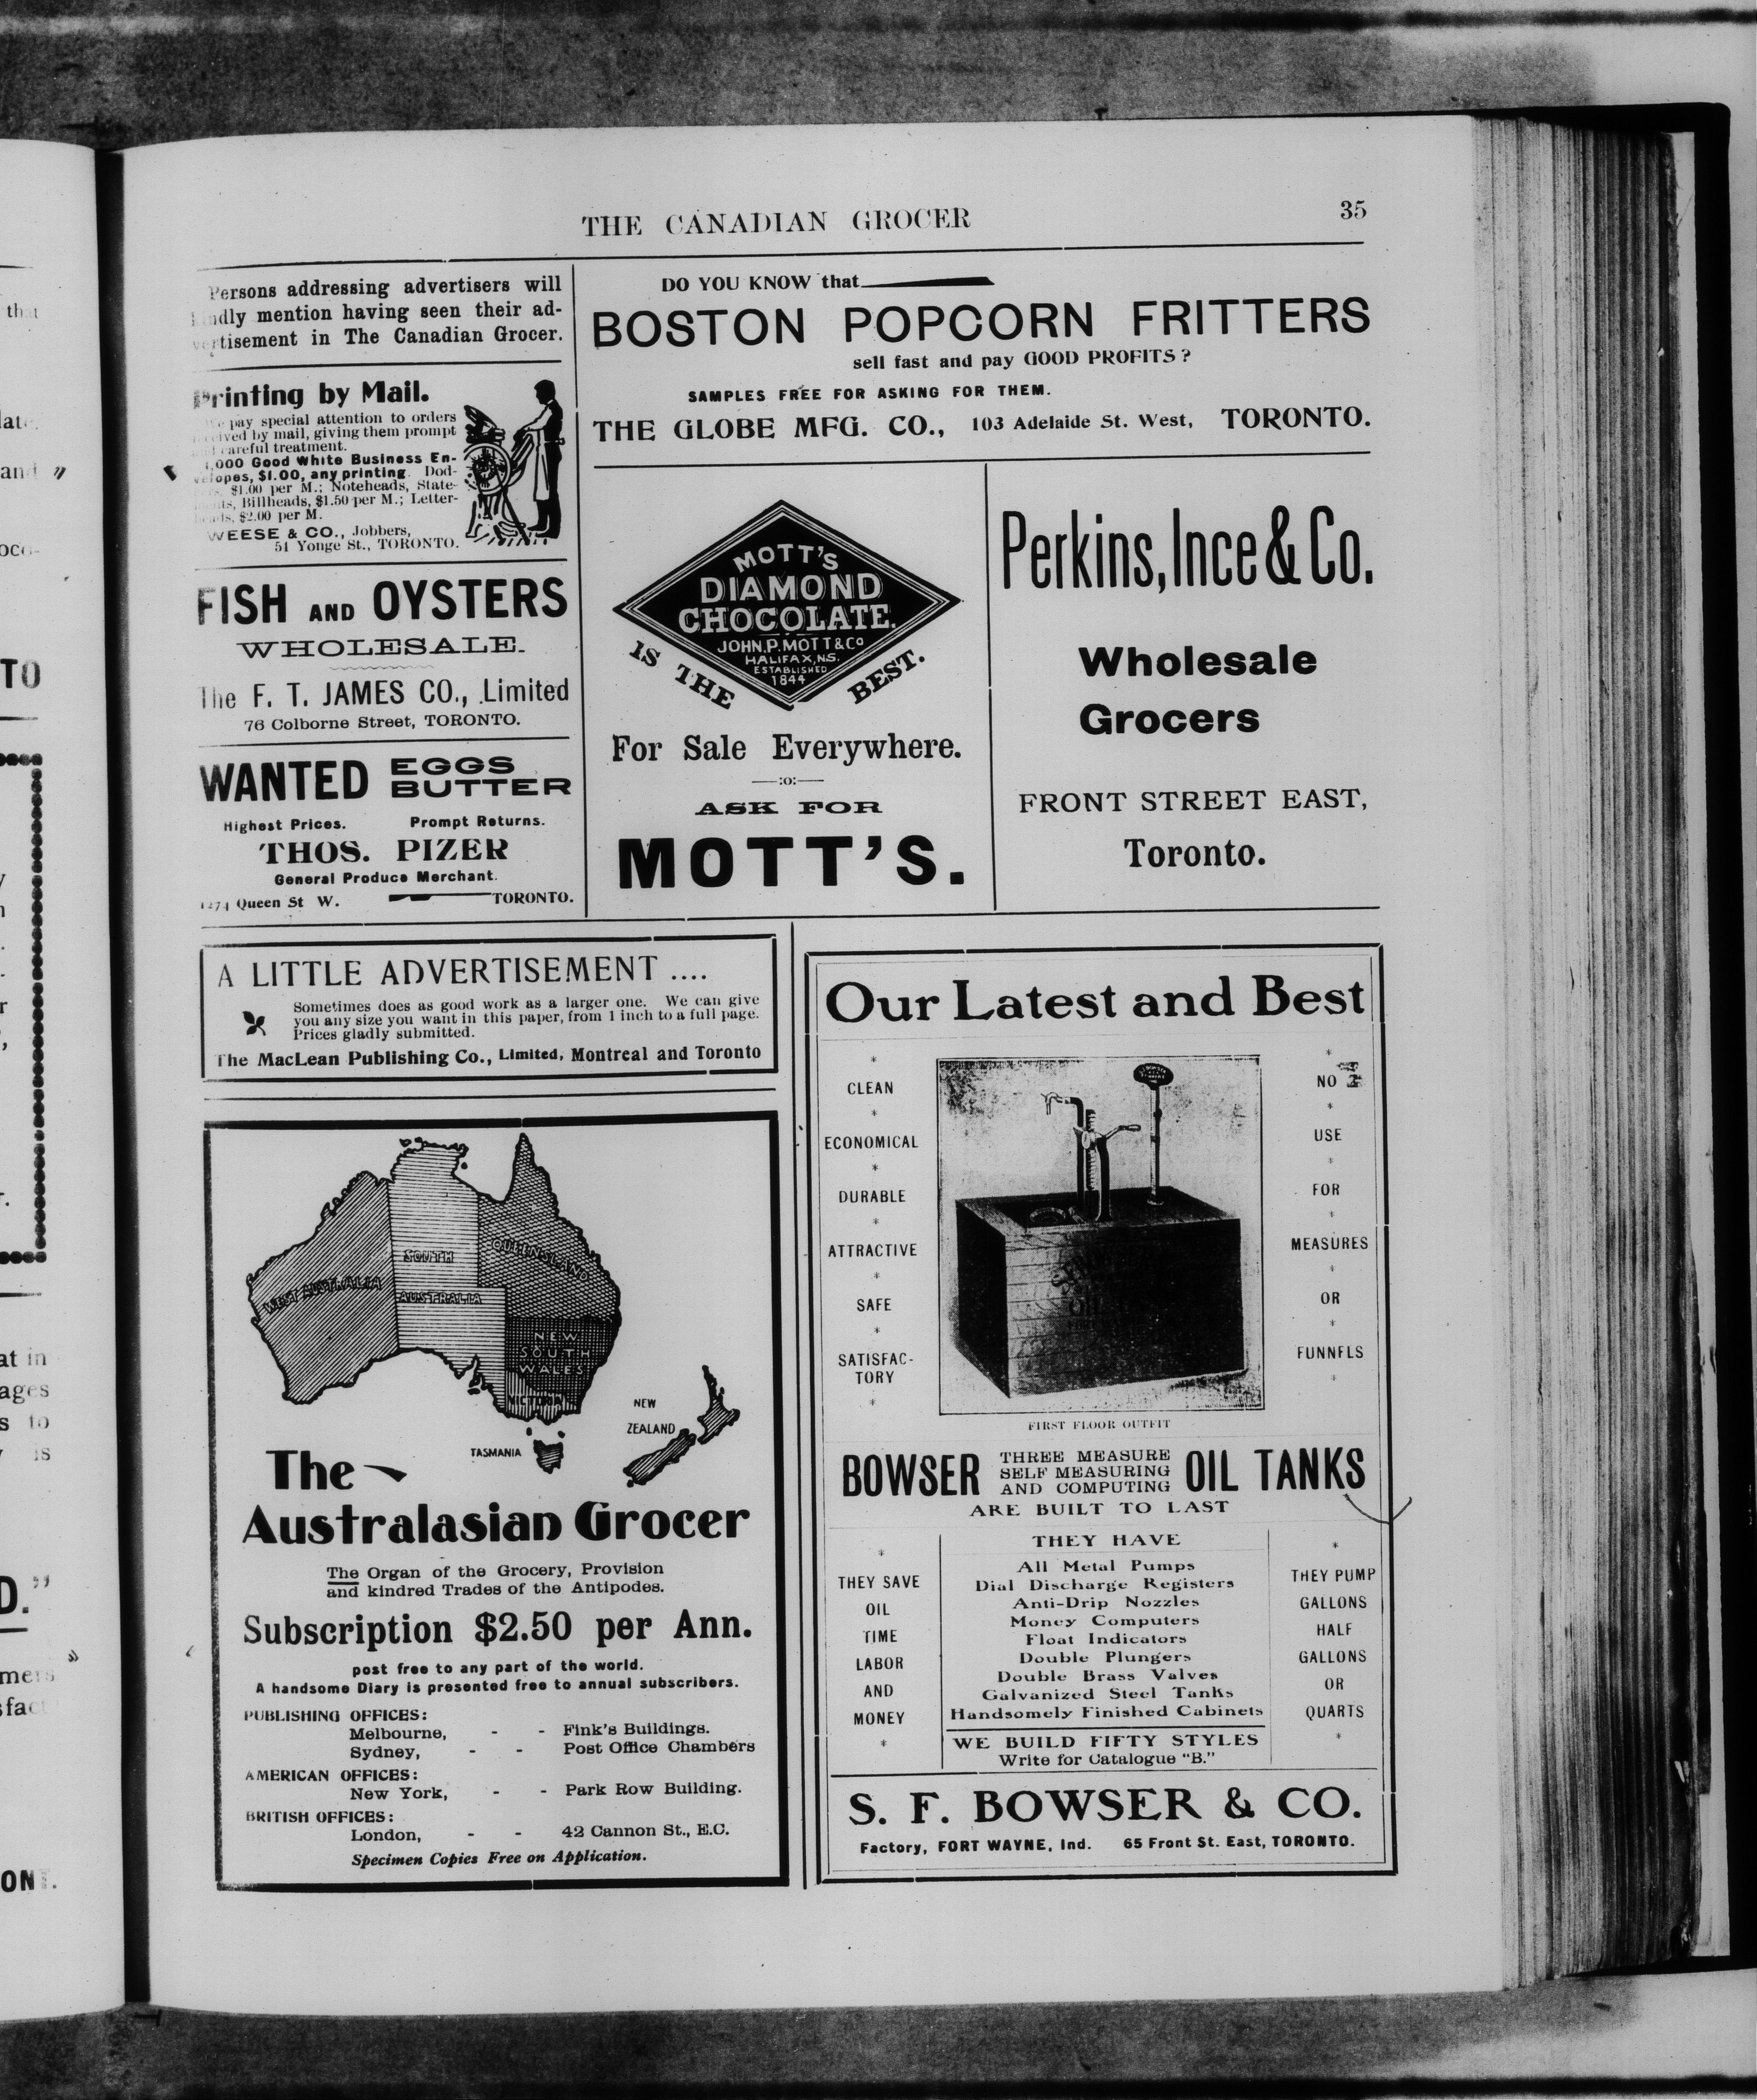 THE CANADIAN GROCER
35
Persons addressing advertisers will
kindly mention having seen their ad-
vertisement in The Canadian Grocer.
Printing by Mail.
We pay special attention to orders
received by mail, giving them prompt
and careful treatment.
1,000 Good White Business En-
velopes, $1.00, any printing. Dod-
gers, $1.00 per M.; Noteheads, State-
ments, Billheads, $1.50 per M.; Letter-
heads, $2.00 per M.
WEESE & CO., Jobbers,
51 Yonge St., TORONTO.
FISH AND OYSTERS
WHOLESALE.
The F. T. JAMES CO., Limited
76 Colborne Street, TORONTO.
WANTED EGGS
BUTTER
Highest Prices. Prompt Returns.
THOS. PIZER
General Produce Merchant.
1274 Queen St W. TORONTO.
DO YOU KNOW that
BOSTON POPCORN FRITTERS
sell fast and pay GOOD PROFITS?
SAMPLES FREE FOR ASKING FOR THEM.
THE GLOBE MFG. CO., 103 Adelaide St. West, TORONTO.
MOTT'S
DIAMOND
CHOCOLATE.
JOHN.P.MOTT&Co
HALIFAX,N.S.
ESTABLISHED
1844
IS THE BEST.
For Sale Everywhere.
—:o:—
ASK FOR
MOTT'S.
Perkins, Ince & Co.
Wholesale
Grocers
FRONT STREET EAST,
Toronto.
A LITTLE ADVERTISEMENT ....
Sometimes does as good work as a larger one. We can give
you any size you want in this paper, from 1 inch to a full page.
Prices gladly submitted.
The MacLean Publishing Co., Limited, Montreal and Toronto
WEST AUSTRALIA
SOUTH
AUSTRALIA
QUEENSLAND
NEW
SOUTH
WALES
VICTORIA
TASMANIA
NEW
ZEALAND
The
Australasian Grocer
The Organ of the Grocery, Provision
and kindred Trades of the Antipodes.
Subscription $2.50 per Ann.
post free to any part of the world.
A handsome Diary is presented free to annual subscribers.
PUBLISHING OFFICES:
Melbourne, - - Fink's Buildings.
Sydney, - - Post Office Chambers
AMERICAN OFFICES:
New York, - - Park Row Building.
BRITISH OFFICES:
London, - - 42 Cannon St., E.C.
Specimen Copies Free on Application.
Our Latest and Best
*
CLEAN
*
ECONOMICAL
*
DURABLE
*
ATTRACTIVE
*
SAFE
*
SATISFAC-
TORY
*
*
NO
*
USE
*
FOR
*
MEASURES
*
OR
*
FUNNELS
*
FIRST FLOOR OUTFIT
BOWSER THREE MEASURE
SELF MEASURING
AND COMPUTING OIL TANKS
ARE BUILT TO LAST
*
THEY SAVE
OIL
TIME
LABOR
AND
MONEY
*
THEY HAVE
All Metal Pumps
Dial Discharge Registers
Anti-Drip Nozzles
Money Computers
Float Indicators
Double Plungers
Double Brass Valves
Galvanized Steel Tanks
Handsomely Finished Cabinets
WE BUILD FIFTY STYLES
Write for Catalogue "B."
*
THEY PUMP
GALLONS
HALF
GALLONS
OR
QUARTS
*
S. F. BOWSER & CO.
Factory, FORT WAYNE, Ind. 65 Front St. East, TORONTO.